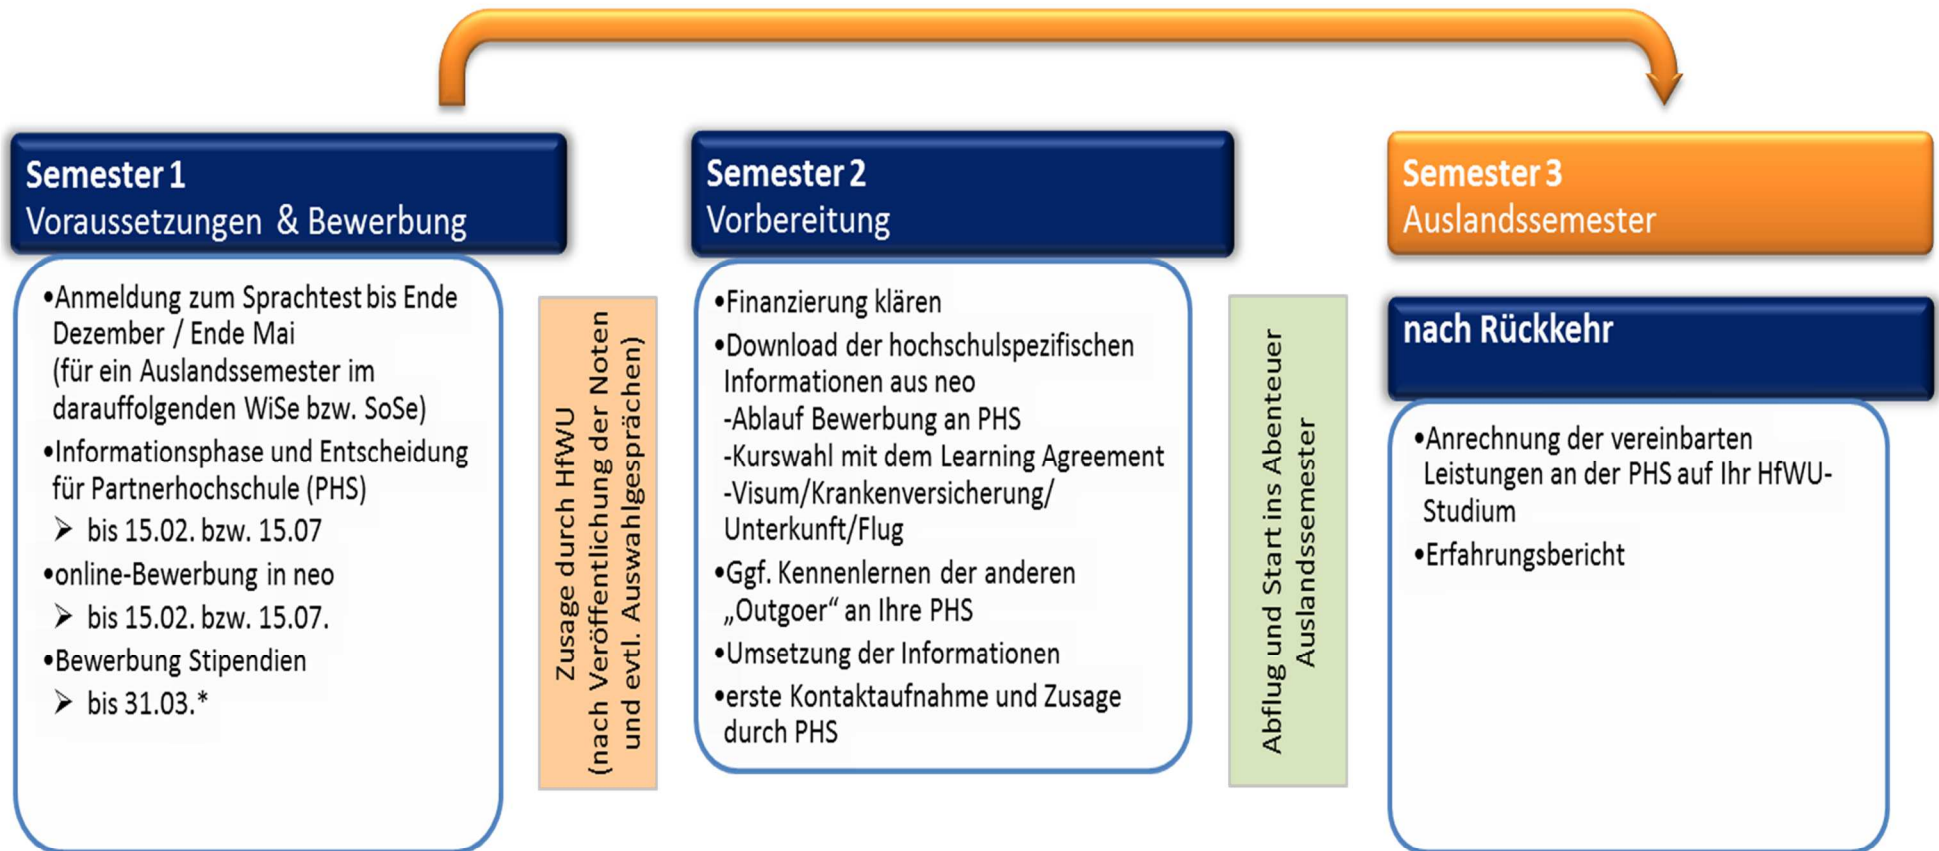 Semester 1
Voraussetzungen & Bewerbung
•Anmeldung zum Sprachtest bis Ende
Dezember / Ende Mai
(für ein Auslandssemester im
darauffolgenden WiSe bzw. SoSe)
•Informationsphase und Entscheidung
für Partnerhochschule (PHS)
➢ bis 15.02. bzw. 15.07
•online-Bewerbung in neo
➢ bis 15.02. bzw. 15.07.
•Bewerbung Stipendien
➢ bis 31.03.*
Zusage durch HfWU
(nach Veröffentlichung der Noten
und evtl. Auswahlgesprächen)
Semester 2
Vorbereitung
•Finanzierung klären
•Download der hochschulspezifischen
Informationen aus neo
-Ablauf Bewerbung an PHS
-Kurswahl mit dem Learning Agreement
-Visum/Krankenversicherung/
Unterkunft/Flug
•Ggf. Kennenlernen der anderen
„Outgoer“ an Ihre PHS
•Umsetzung der Informationen
•erste Kontaktaufnahme und Zusage
durch PHS
Abflug und Start ins Abenteuer
Auslandssemester
Semester 3
Auslandssemester
nach Rückkehr
•Anrechnung der vereinbarten
Leistungen an der PHS auf Ihr HfWU-
Studium
•Erfahrungsbericht